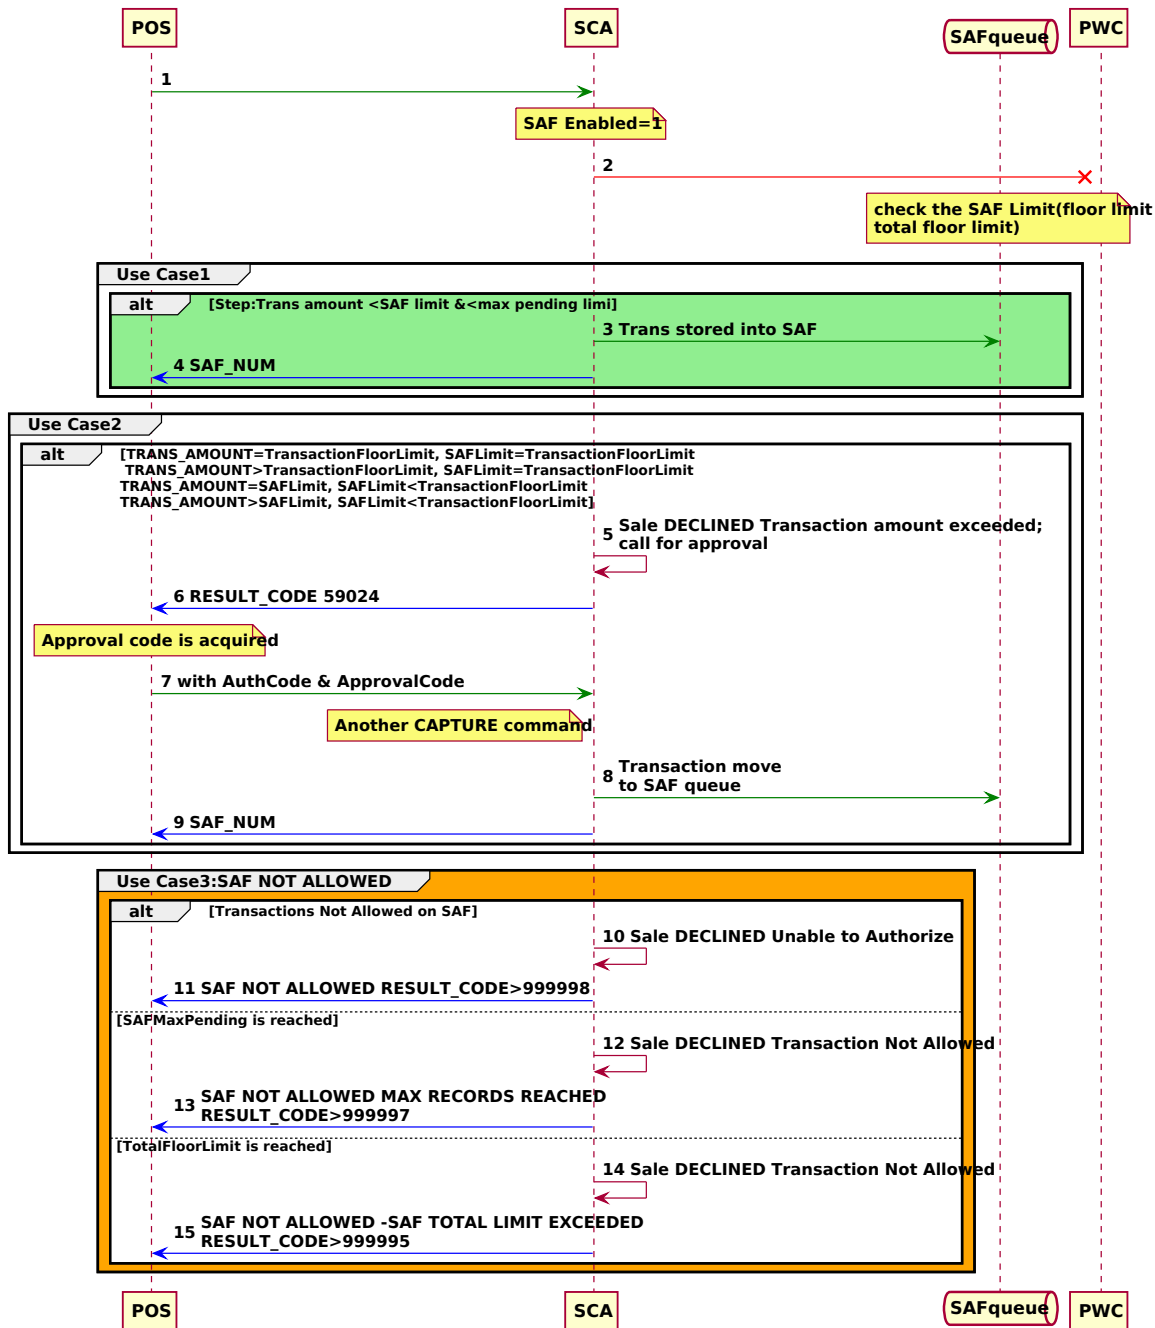 POS
SCA
SAFqueue
PWC
1
SAF Enabled=1
2
check the SAF Limit(floor limit
total floor limit)
Use Case1
alt
[Step:Trans amount <SAF limit &<max pending limi]
3 Trans stored into SAF
4 SAF_NUM
Use Case2
alt
[TRANS_AMOUNT=TransactionFloorLimit, SAFLimit=TransactionFloorLimit
TRANS_AMOUNT>TransactionFloorLimit, SAFLimit=TransactionFloorLimit
TRANS_AMOUNT=SAFLimit, SAFLimit<TransactionFloorLimit
TRANS_AMOUNT>SAFLimit, SAFLimit<TransactionFloorLimit]
5 Sale DECLINED Transaction amount exceeded;
call for approval
6 RESULT_CODE 59024
Approval code is acquired
7 with AuthCode & ApprovalCode
Another CAPTURE command
8 Transaction move
to SAF queue
9 SAF_NUM
Use Case3:SAF NOT ALLOWED
alt
[Transactions Not Allowed on SAF]
10 Sale DECLINED Unable to Authorize
11 SAF NOT ALLOWED RESULT_CODE>999998
[SAFMaxPending is reached]
12 Sale DECLINED Transaction Not Allowed
13 SAF NOT ALLOWED MAX RECORDS REACHED
RESULT_CODE>999997
[TotalFloorLimit is reached]
14 Sale DECLINED Transaction Not Allowed
15 SAF NOT ALLOWED -SAF TOTAL LIMIT EXCEEDED
RESULT_CODE>999995
POS
SCA
SAFqueue
PWC